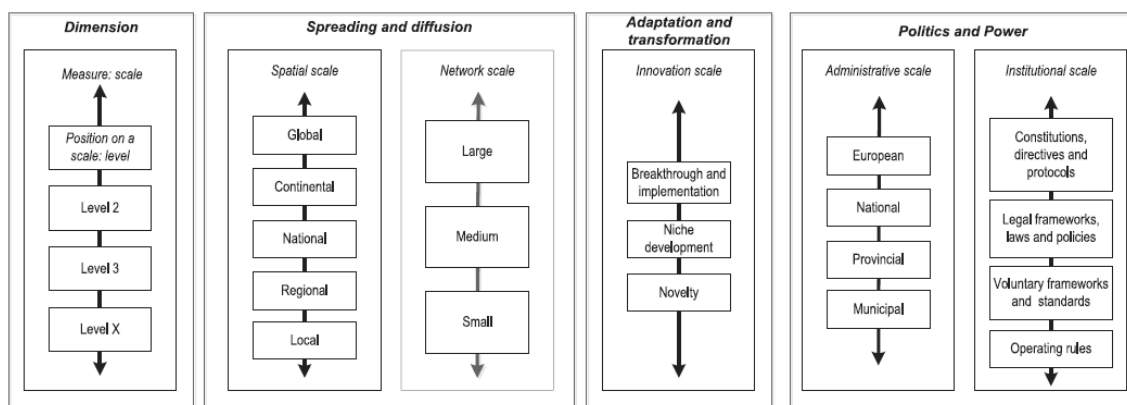 Dimension
Measure: scale
Position on a
scale: level
Level 2
Level 3
Level X
Spreading and diffusion
Spatial scale
Global
Continental
National
Regional
Local
Network scale
Large
Medium
Small
Adaptation and
transformation
Innovation scale
Breakthrough and
implementation
Niche
development
Novelty
Politics and Power
Administrative scale
European
National
Provincial
Municipal
Institutional scale
Constitutions,
directives and
protocols
Legal frameworks,
laws and policies
Voluntary frameworks
and standards
Operating rules